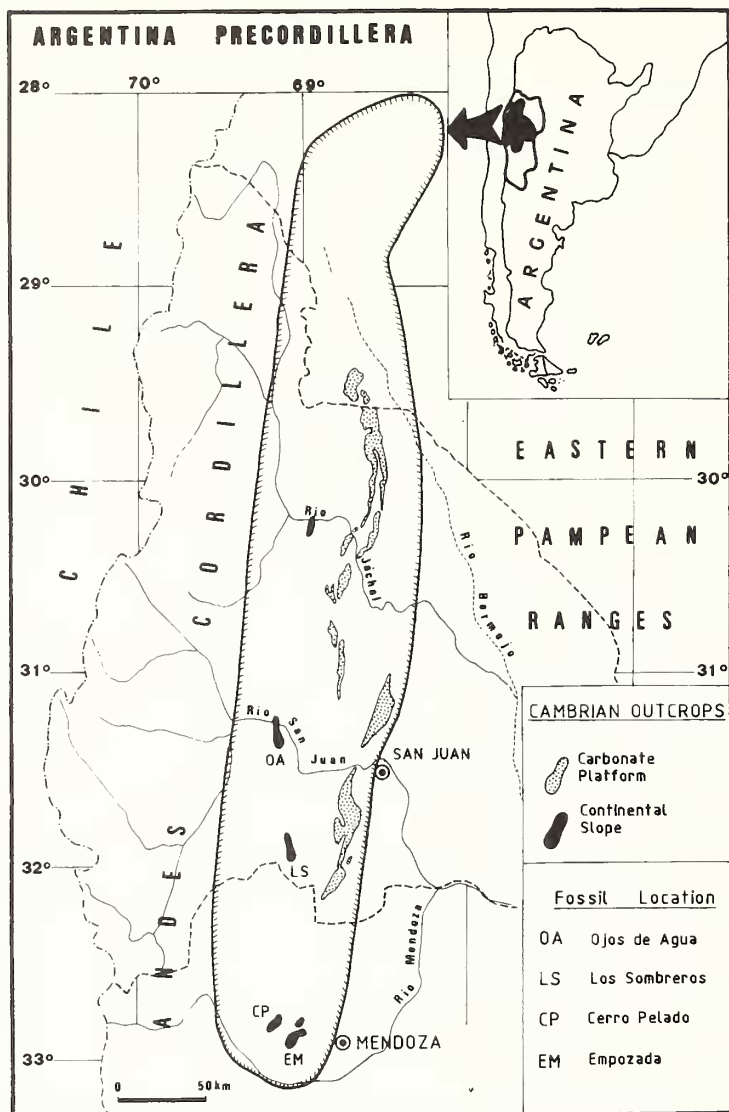 ARGENTINA PRECORDILLERA
70° 69°
28°
ARGENTINA
29°
CHILE
CORDILLERA
ANDES
30° 30°
EASTERN
PAMPEAN
RANGES
Rio
Jáchal
Rio Bermejo
31° 31°
Rio San
Juan
OA
SAN JUAN
32°
LS
Rio Mendoza
CP
EM
MENDOZA
33°
0 50km
CAMBRIAN OUTCROPS
Carbonate
Platform
Continental
Slope
Fossil Location
OA Ojos de Agua
LS Los Sombreros
CP Cerro Pelado
EM Empozada